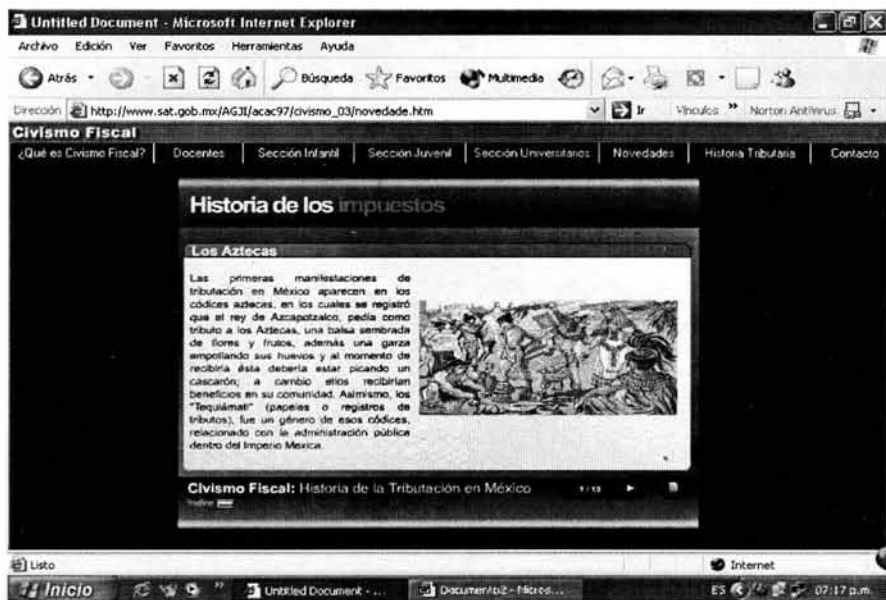 Untitled Document - Microsoft Internet Explorer
Archivo Edición Ver Favoritos Herramientas Ayuda
Atrás Búsqueda Favoritos Multimedia
Dirección http://www.sat.gob.mx/AGJI/acac97/civismo_03/novedade.htm Ir Vínculos » Norton AntiVirus
Civismo Fiscal
¿Qué es Civismo Fiscal? Docentes Sección Infantil Sección Juvenil Sección Universitarios Novedades Historia Tributaria Contacto
Historia de los impuestos
Los Aztecas
Las primeras manifestaciones de
tributación en México aparecen en los
códices aztecas, en los cuales se registró
que el rey de Azcapotzalco, pedía como
tributo a los Aztecas, una balsa sembrada
de flores y frutos, además una garza
empollando sus huevos y al momento de
recibirla ésta debería estar picando un
cascarón; a cambio ellos recibirían
beneficios en su comunidad. Asimismo, los
"Tequiámatl" (papeles o registros de
tributos), fue un género de esos códices,
relacionado con la administración pública
dentro del Imperio Mexica.
Civismo Fiscal: Historia de la Tributación en México 1 / 13
Indice
Listo Internet
Inicio » Untitled Document - ... Documento2 - Micros... ES 07:17 p.m.